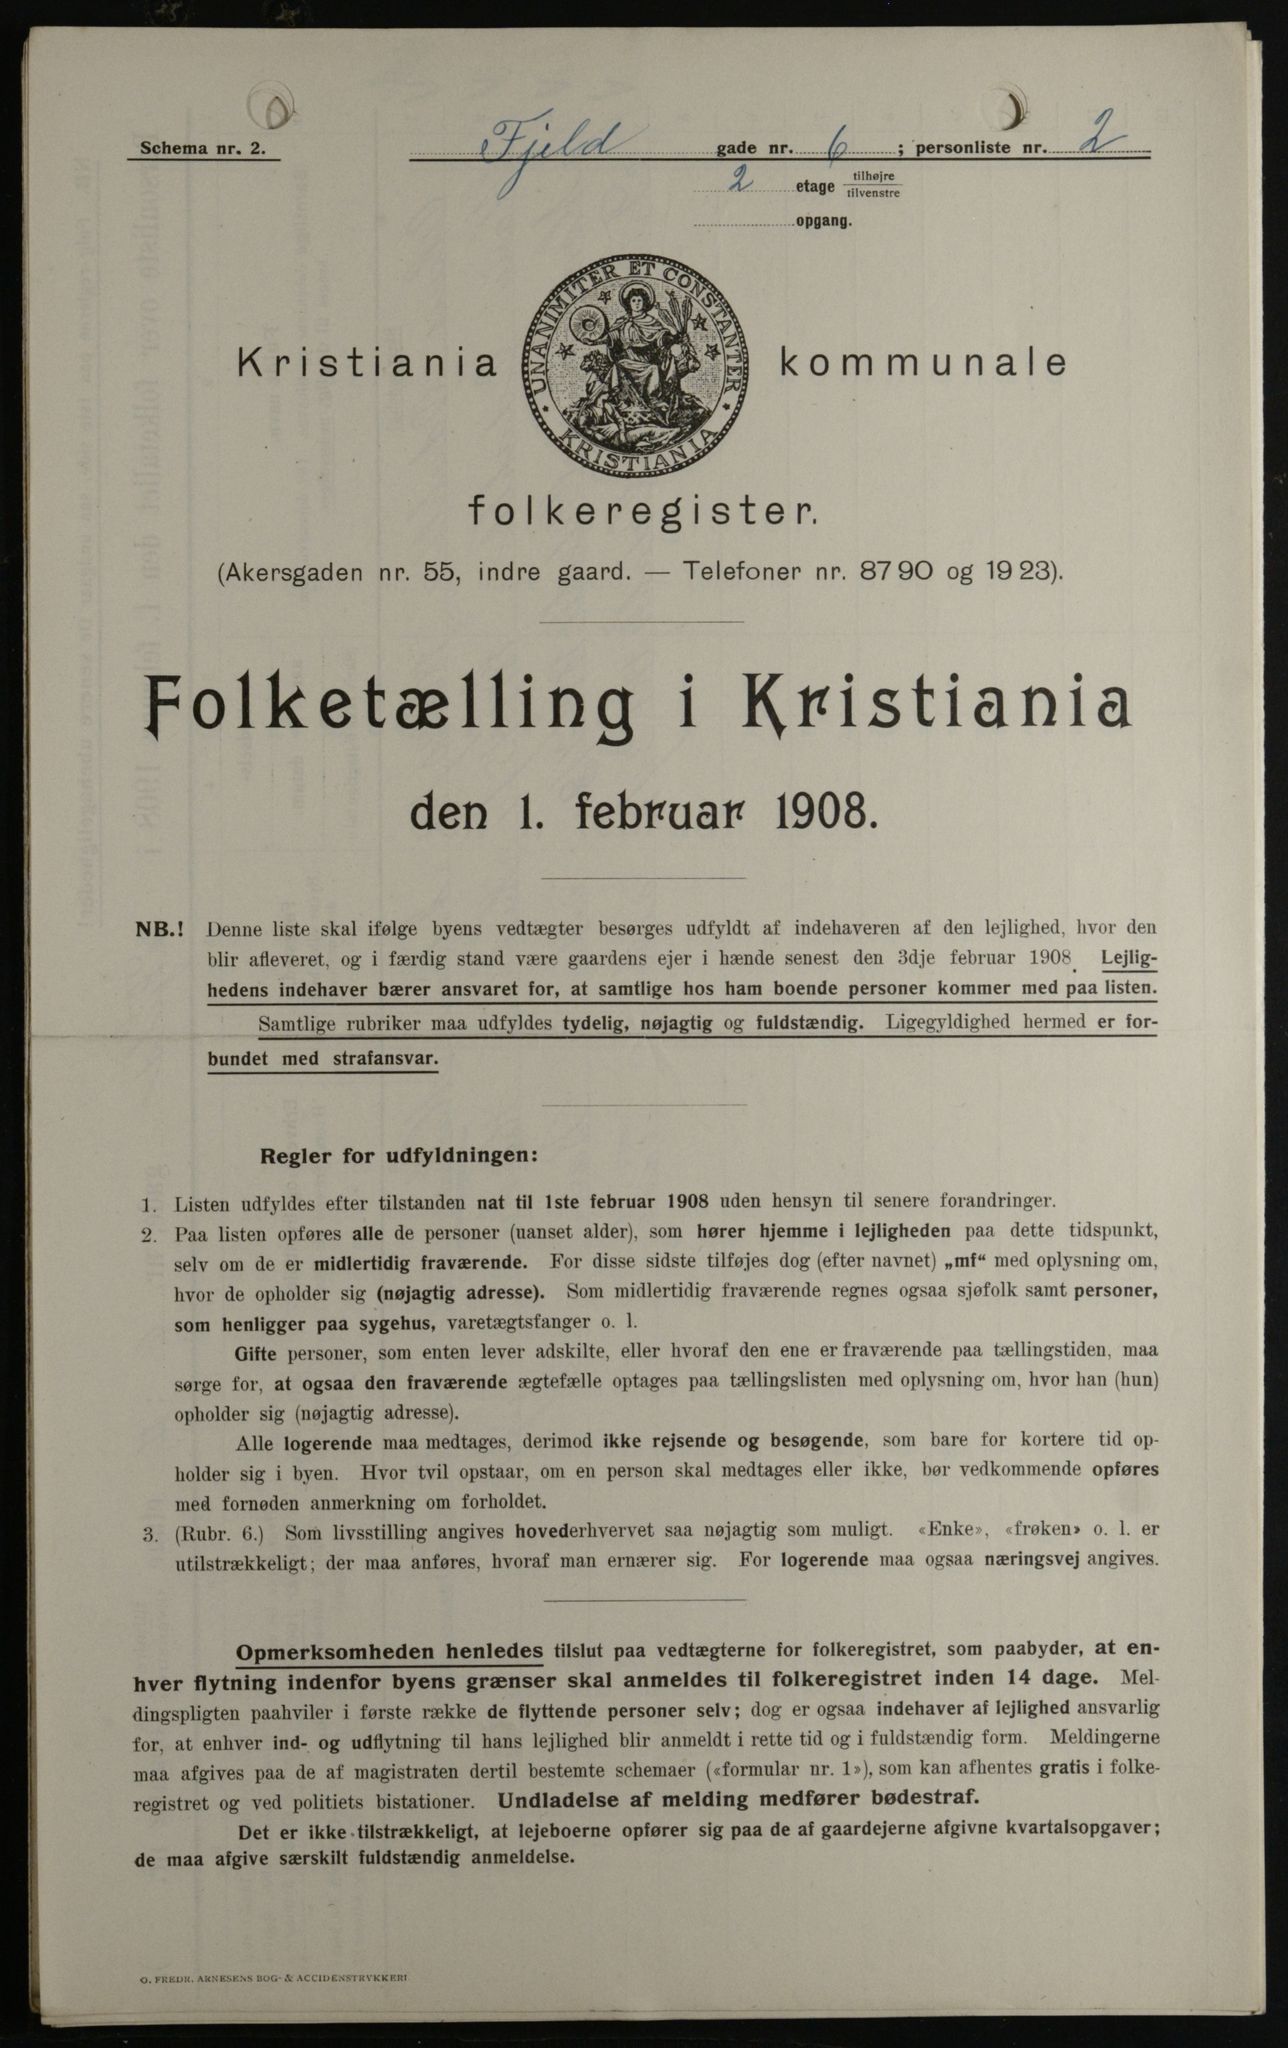 Schema nr. 2.
Fjeld gade nr. 6; personliste nr. 2
2 etage tilhøjre
tilvenstre
opgang.
UNANIMITER ET CONSTANTER
KRISTIANIA
Kristiania kommunale
folkeregister.
(Akersgaden nr. 55, indre gaard. — Telefoner nr. 87 90 og 19 23).
Folketælling i Kristiania
den 1. februar 1908.
NB.! Denne liste skal ifølge byens vedtægter besørges udfyldt af indehaveren af den lejlighed, hvor den
blir afleveret, og i færdig stand være gaardens ejer i hænde senest den 3dje februar 1908. Lejlig-
hedens indehaver bærer ansvaret for, at samtlige hos ham boende personer kommer med paa listen.
Samtlige rubriker maa udfyldes tydelig, nøjagtig og fuldstændig. Ligegyldighed hermed er for-
bundet med strafansvar.
Regler for udfyldningen:
1. Listen udfyldes efter tilstanden nat til 1ste februar 1908 uden hensyn til senere forandringer.
2. Paa listen opføres alle de personer (uanset alder), som hører hjemme i lejligheden paa dette tidspunkt,
selv om de er midlertidig fraværende. For disse sidste tilføjes dog (efter navnet) „mf“ med oplysning om,
hvor de opholder sig (nøjagtig adresse). Som midlertidig fraværende regnes ogsaa sjøfolk samt personer,
som henligger paa sygehus, varetægtsfanger o. l.
Gifte personer, som enten lever adskilte, eller hvoraf den ene er fraværende paa tællingstiden, maa
sørge for, at ogsaa den fraværende ægtefælle optages paa tællingslisten med oplysning om, hvor han (hun)
opholder sig (nøjagtig adresse).
Alle logerende maa medtages, derimod ikke rejsende og besøgende, som bare for kortere tid op-
holder sig i byen. Hvor tvil opstaar, om en person skal medtages eller ikke, bør vedkommende opføres
med fornøden anmerkning om forholdet.
3. (Rubr. 6.) Som livsstilling angives hovederhvervet saa nøjagtig som muligt. «Enke», «frøken» o. l. er
utilstrækkeligt; der maa anføres, hvoraf man ernærer sig. For logerende maa ogsaa næringsvej angives.
Opmerksomheden henledes tilslut paa vedtægterne for folkeregistret, som paabyder, at en-
hver flytning indenfor byens grænser skal anmeldes til folkeregistret inden 14 dage. Mel-
dingspligten paahviler i første række de flyttende personer selv; dog er ogsaa indehaver af lejlighed ansvarlig
for, at enhver ind- og udflytning til hans lejlighed blir anmeldt i rette tid og i fuldstændig form. Meldingerne
maa afgives paa de af magistraten dertil bestemte schemaer («formular nr. 1»), som kan afhentes gratis i folke-
registret og ved politiets bistationer. Undladelse af melding medfører bødestraf.
Det er ikke tilstrækkeligt, at lejeboerne opfører sig paa de af gaardejerne afgivne kvartalsopgaver;
de maa afgive særskilt fuldstændig anmeldelse.
O. FREDR. ARNESENS BOG- & ACCIDENSTRYKKERI